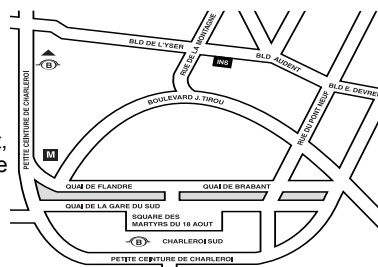 BLD DE L'YSER
RUE DE LA MONTAGNE
INS
BLD AUDENT
BLD E. DEVREU
B
PETITE CEINTURE DE CHARLEROI
BOULEVARD J. TIROU
RUE DU PONT NEUF
M
QUAI DE FLANDRE
QUAI DE BRABANT
QUAI DE LA GARE DU SUD
SQUARE DES
MARTYRS DU 18 AOUT
B
CHARLEROI SUD
PETITE CEINTURE DE CHARLEROI